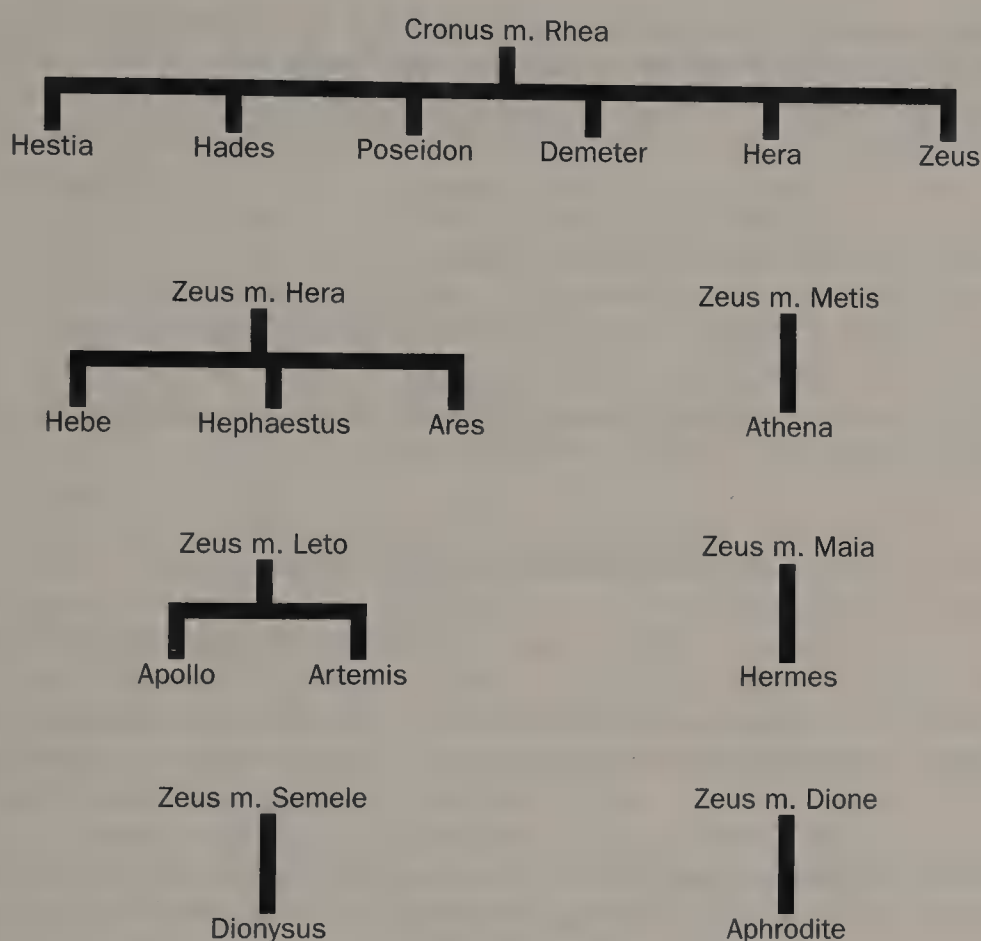 Cronus m. Rhea
Hestia Hades Poseidon Demeter Hera Zeus
Zeus m. Hera
Hebe Hephaestus Ares
Zeus m. Metis
Athena
Zeus m. Leto
Apollo Artemis
Zeus m. Maia
Hermes
Zeus m. Semele
Dionysus
Zeus m. Dione
Aphrodite